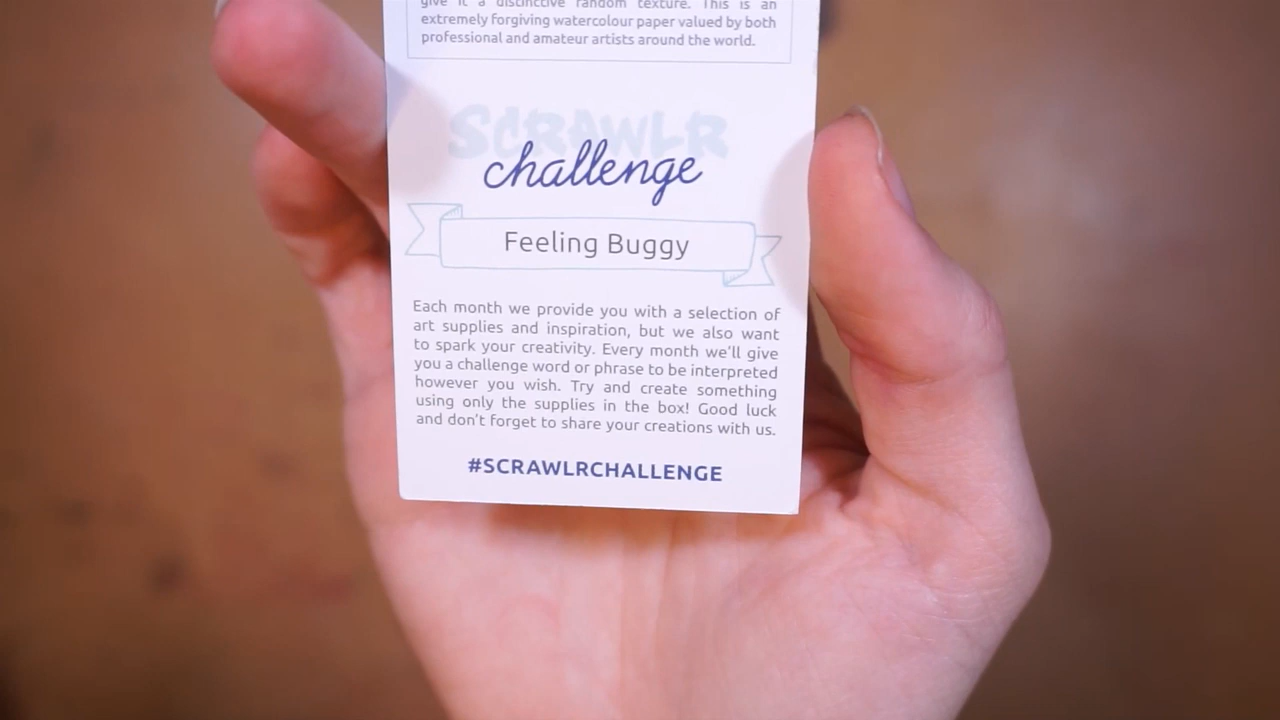 give it a distinctive random texture. This is an
extremely forgiving watercolour paper valued by both
professional and amateur artists around the world.
SCRAWLR
challenge
Feeling Buggy
Each month we provide you with a selection of
art supplies and inspiration, but we also want
to spark your creativity. Every month we'll give
you a challenge word or phrase to be interpreted
however you wish. Try and create something
using only the supplies in the box! Good luck
and don't forget to share your creations with us.
#SCRAWLRCHALLENGE